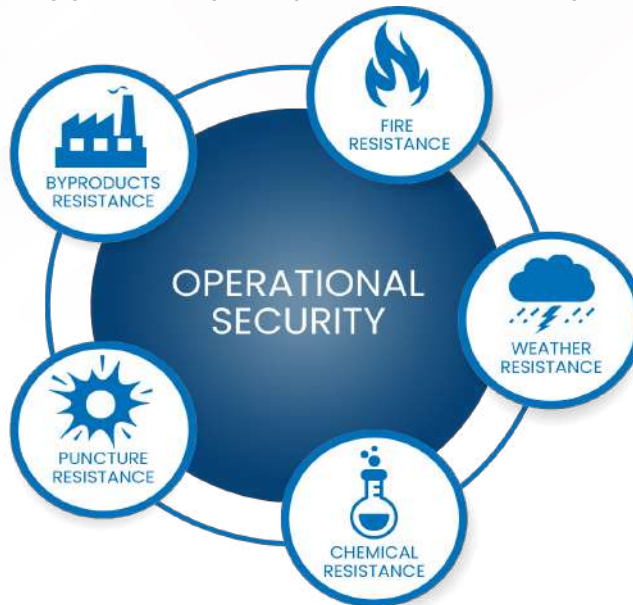 FIRE
RESISTANCE
BYPRODUCTS
RESISTANCE
OPERATIONAL
SECURITY
WEATHER
RESISTANCE
PUNCTURE
RESISTANCE
CHEMICAL
RESISTANCE